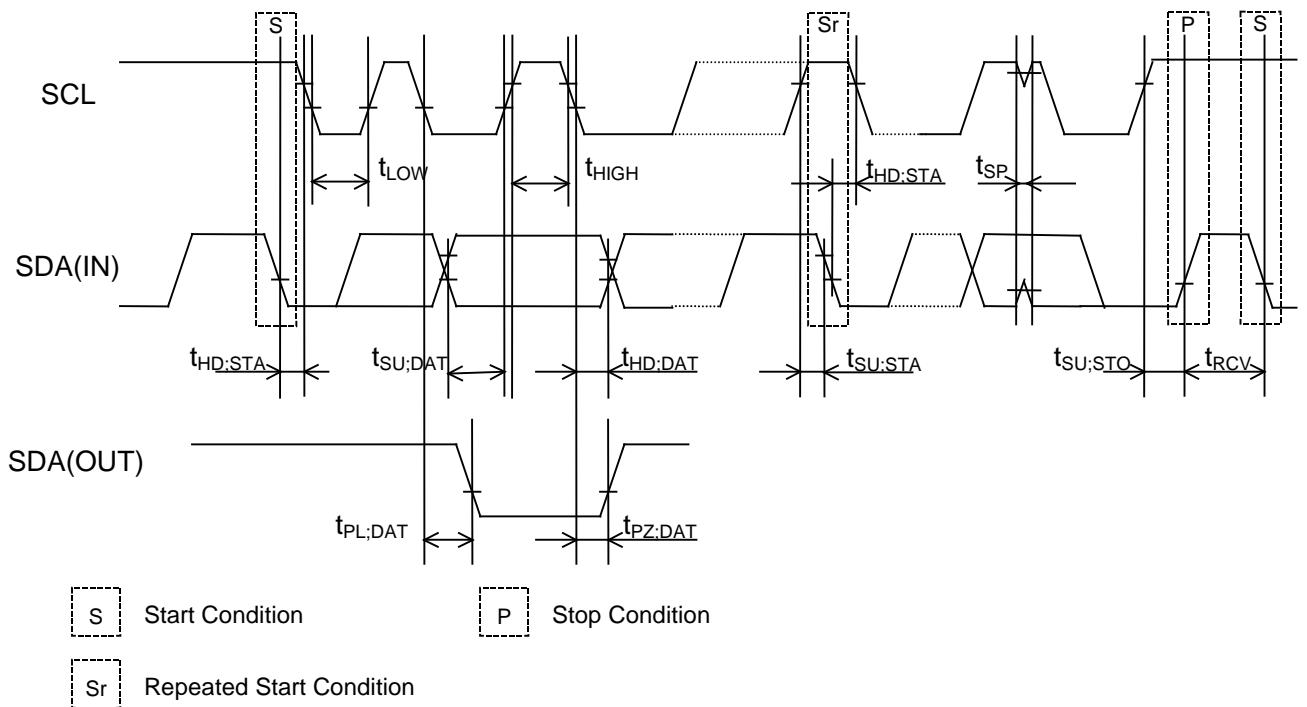 S Sr P S
SCL
tLOW tHIGH tHD;STA tSP
SDA(IN)
tHD;STA tSU;DAT tHD;DAT tSU;STA tSU;STO tRCV
SDA(OUT)
tPL;DAT tPZ;DAT
S Start Condition P Stop Condition
Sr Repeated Start Condition